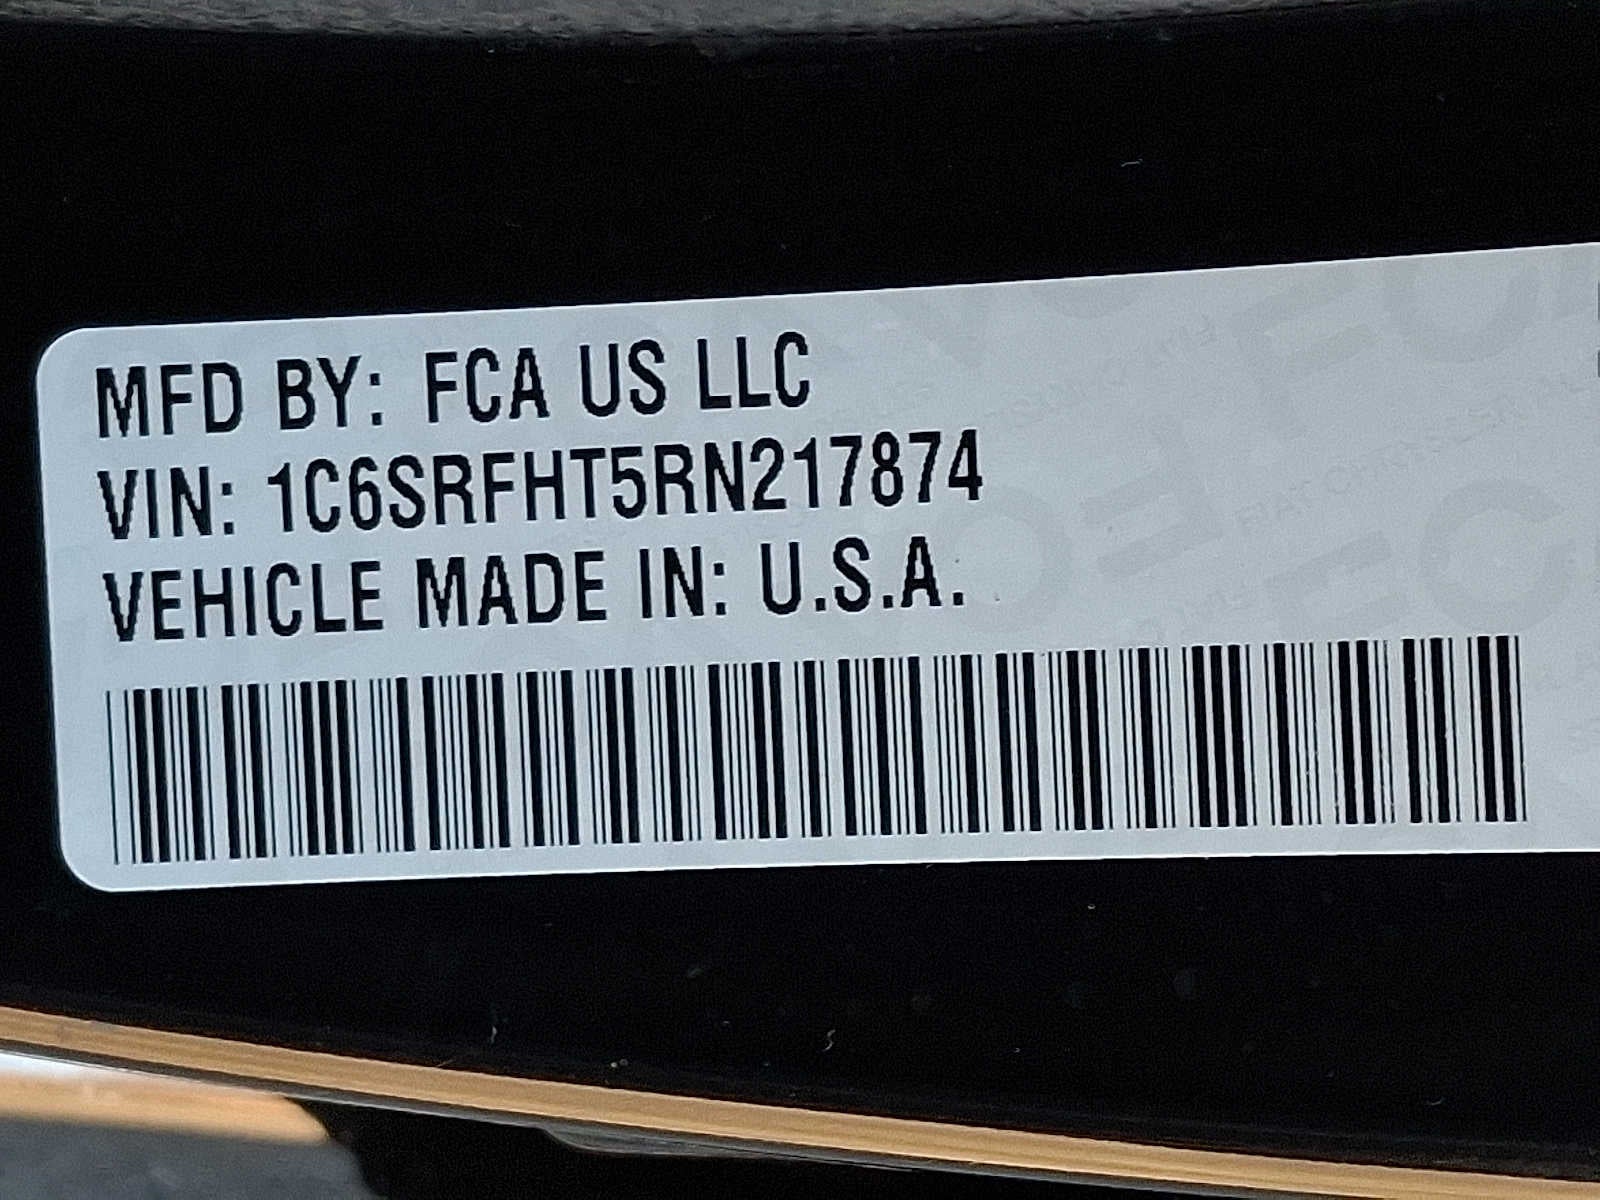 MFD BY: FCA US LLC
VIN: 1C6SRFHT5RN217874
VEHICLE MADE IN: U.S.A.